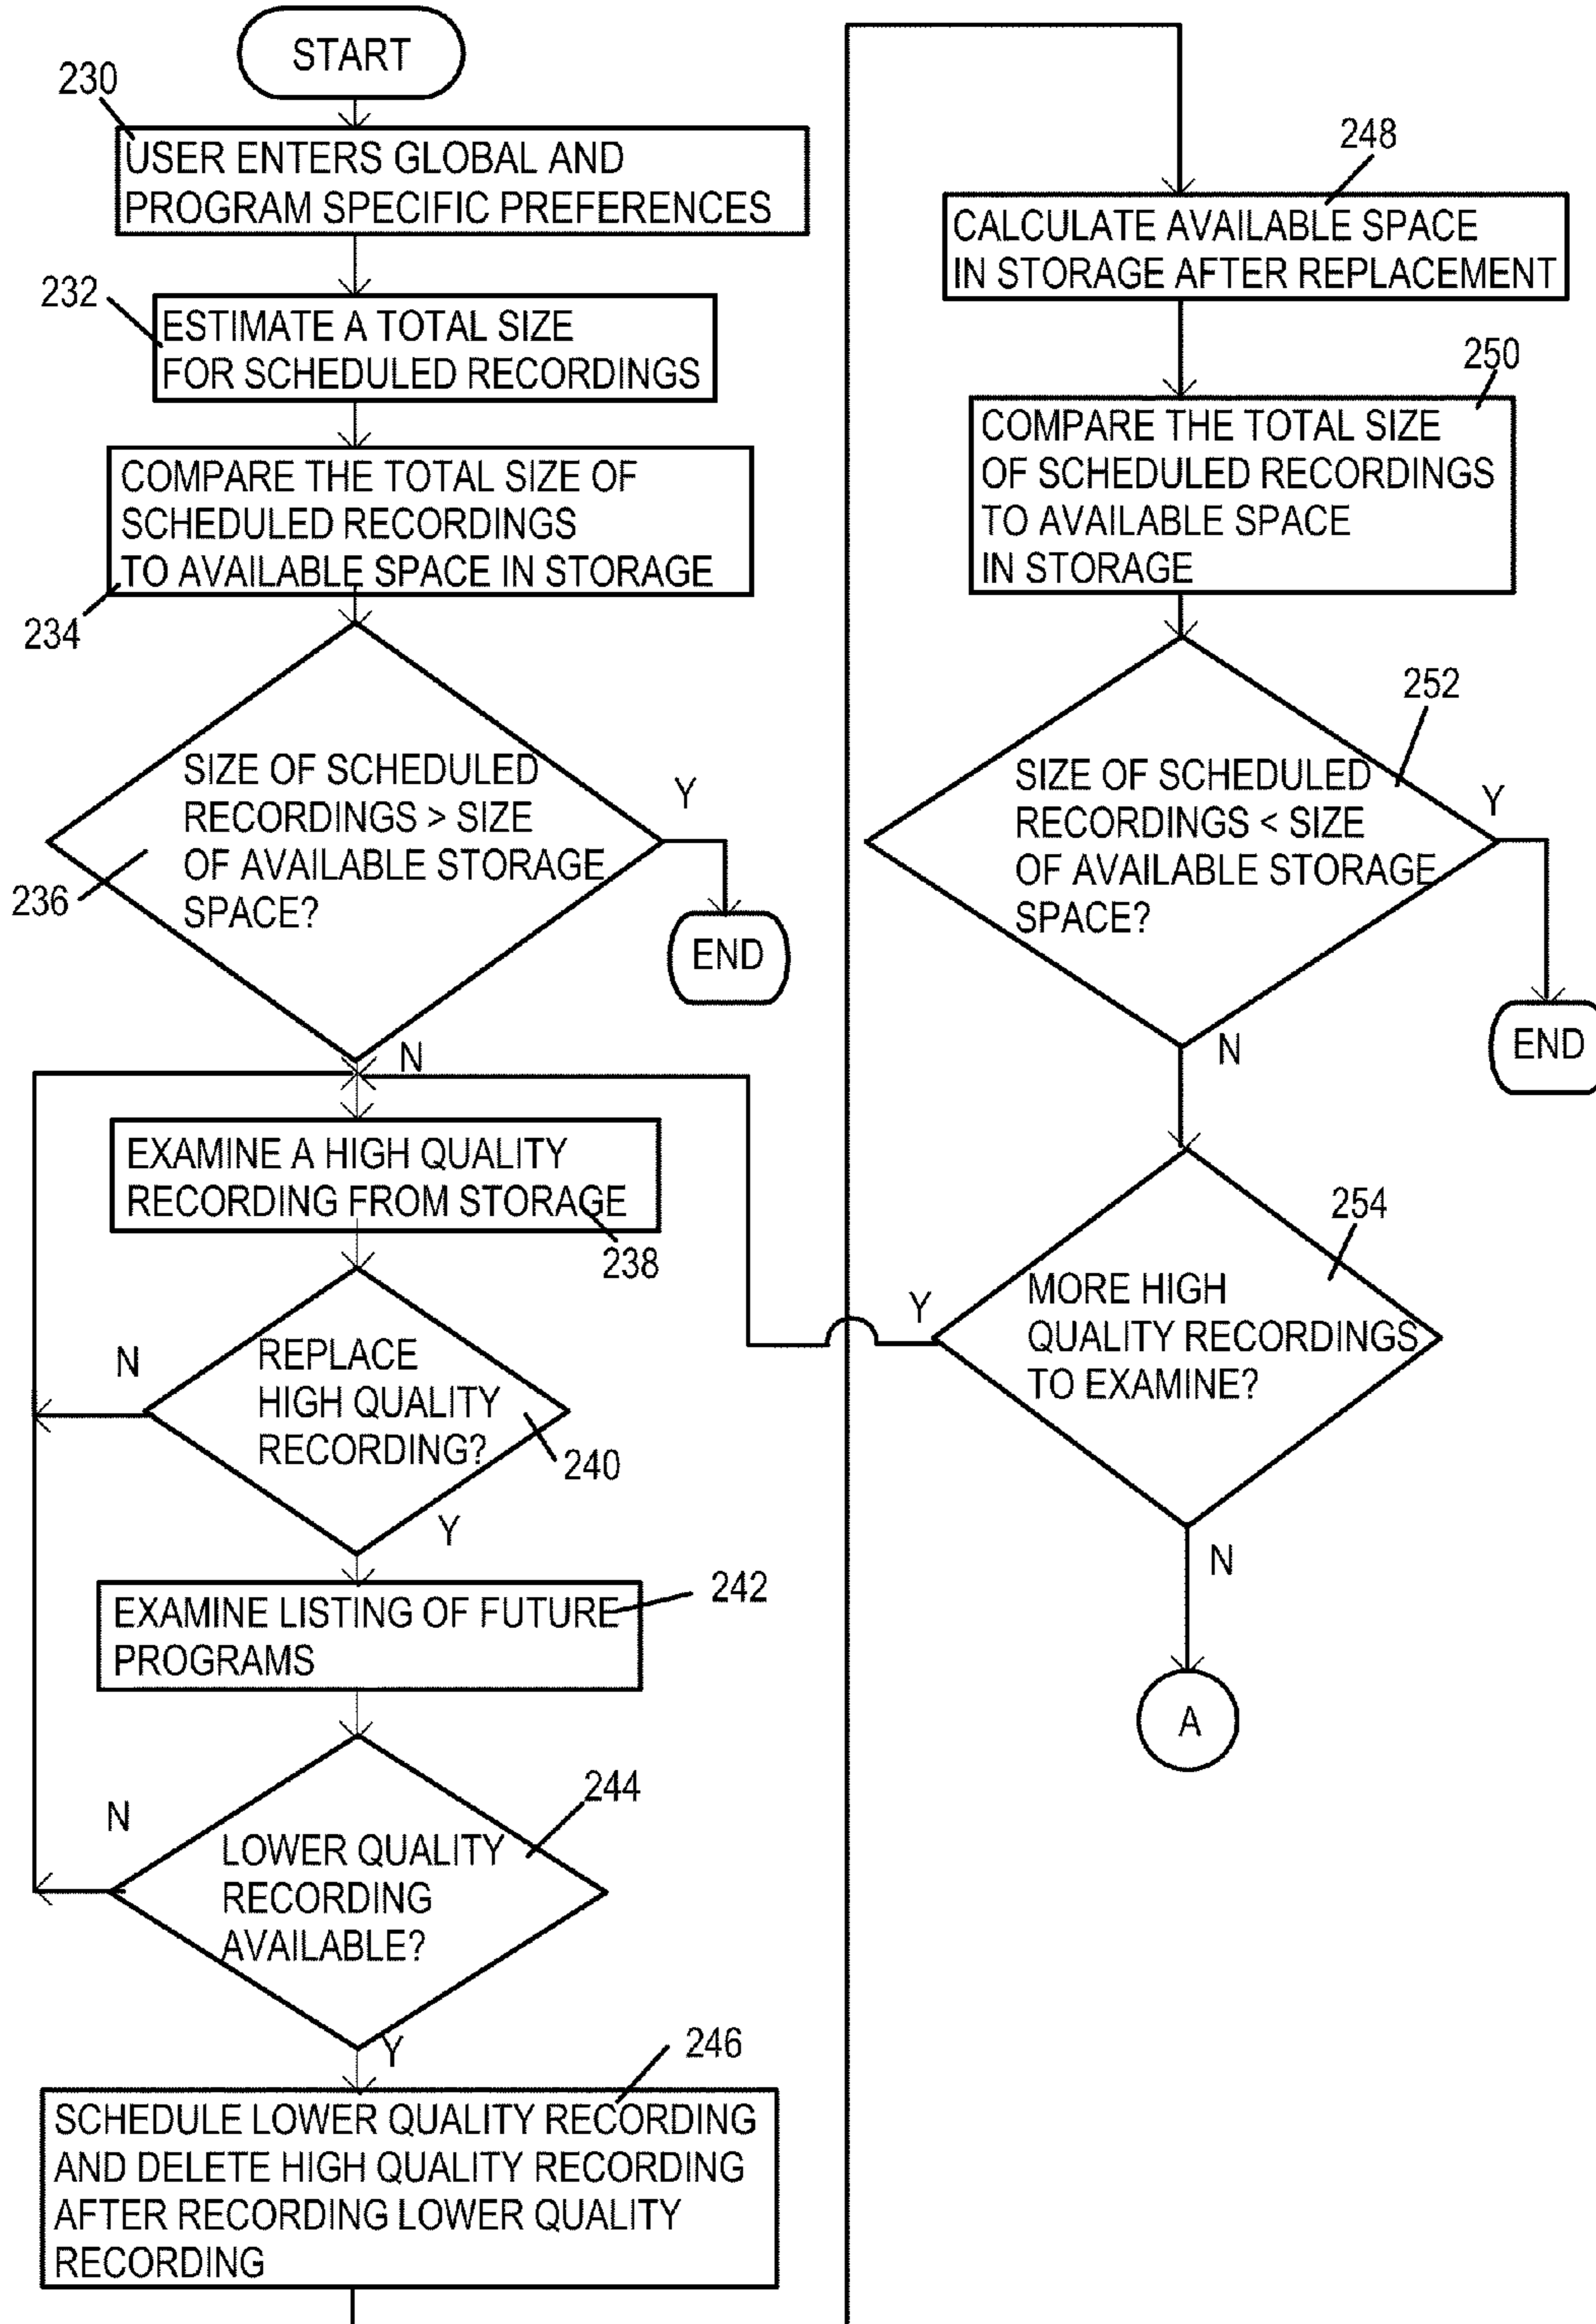 START
230
USER ENTERS GLOBAL AND
PROGRAM SPECIFIC PREFERENCES
232
ESTIMATE A TOTAL SIZE
FOR SCHEDULED RECORDINGS
COMPARE THE TOTAL SIZE OF
SCHEDULED RECORDINGS
TO AVAILABLE SPACE IN STORAGE
234
SIZE OF SCHEDULED
RECORDINGS > SIZE
OF AVAILABLE STORAGE
SPACE?
236
Y
END
N
EXAMINE A HIGH QUALITY
RECORDING FROM STORAGE
238
REPLACE
HIGH QUALITY
RECORDING?
240
N
Y
EXAMINE LISTING OF FUTURE
PROGRAMS
242
244
N
LOWER QUALITY
RECORDING
AVAILABLE?
Y
246
SCHEDULE LOWER QUALITY RECORDING
AND DELETE HIGH QUALITY RECORDING
AFTER RECORDING LOWER QUALITY
RECORDING
248
CALCULATE AVAILABLE SPACE
IN STORAGE AFTER REPLACEMENT
250
COMPARE THE TOTAL SIZE
OF SCHEDULED RECORDINGS
TO AVAILABLE SPACE
IN STORAGE
252
SIZE OF SCHEDULED
RECORDINGS < SIZE
OF AVAILABLE STORAGE
SPACE?
Y
END
N
254
MORE HIGH
QUALITY RECORDINGS
TO EXAMINE?
Y
N
A